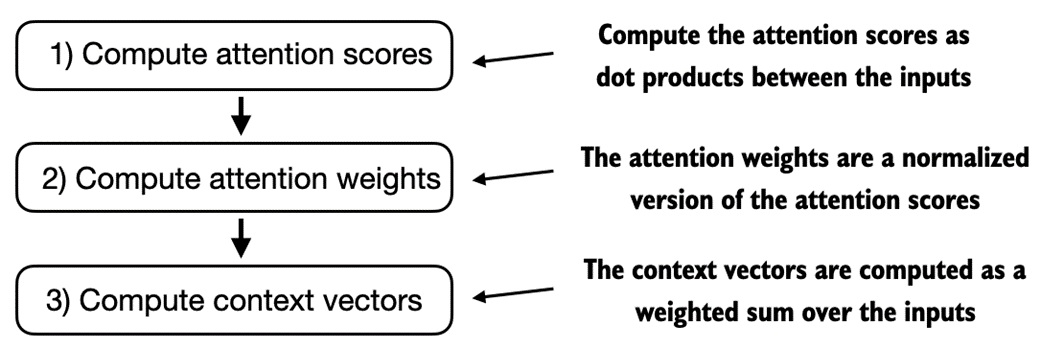 1) Compute attention scores
Compute the attention scores as
dot products between the inputs
2) Compute attention weights
The attention weights are a normalized
version of the attention scores
3) Compute context vectors
The context vectors are computed as a
weighted sum over the inputs